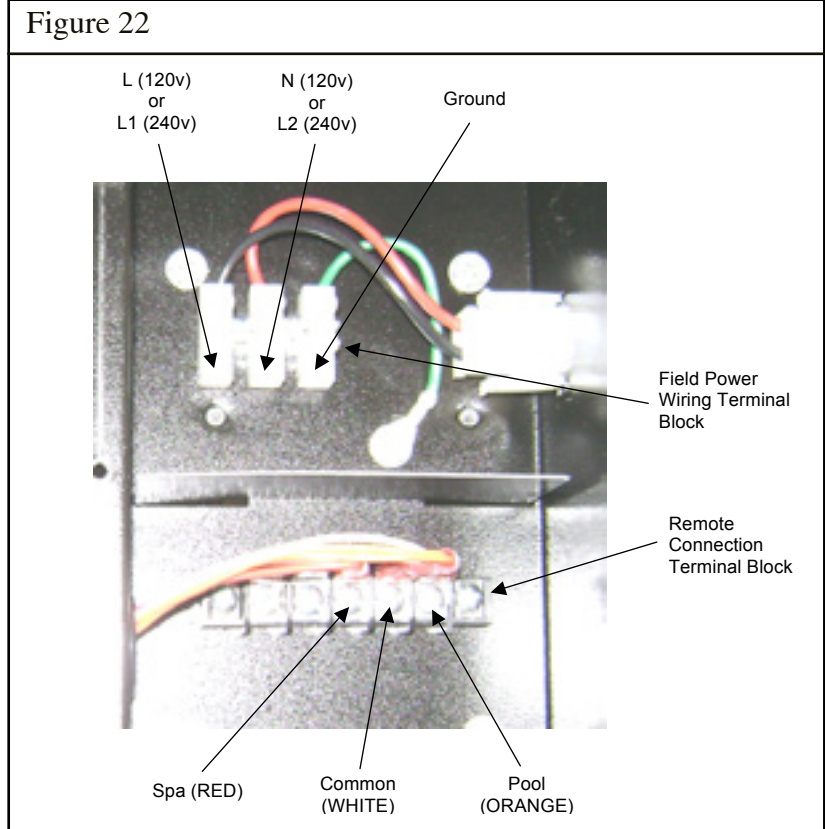 Figure 22
L (120v)
or
L1 (240v)
N (120v)
or
L2 (240v)
Ground
Field Power
Wiring Terminal
Block
Remote
Connection
Terminal Block
Spa (RED)
Common
(WHITE)
Pool
(ORANGE)